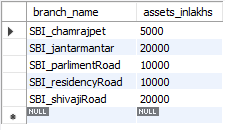 branch_name assets_inlakhs
SBI_chamrajpet 5000
SBI_jantarmantar 20000
SBI_parlimentRoad 10000
SBI_residencyRoad 10000
SBI_shivajiRoad 20000
NULL NULL